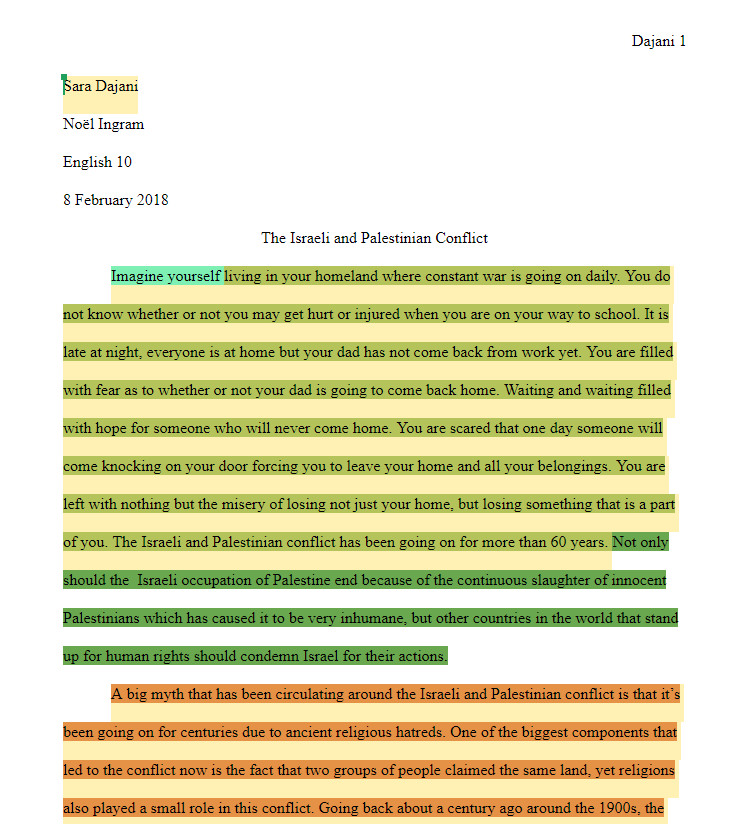 Dajani 1
Sara Dajani
Noël Ingram
English 10
8 February 2018
The Israeli and Palestinian Conflict
Imagine yourself living in your homeland where constant war is going on daily. You do
not know whether or not you may get hurt or injured when you are on your way to school. It is
late at night, everyone is at home but your dad has not come back from work yet. You are filled
with fear as to whether or not your dad is going to come back home. Waiting and waiting filled
with hope for someone who will never come home. You are scared that one day someone will
come knocking on your door forcing you to leave your home and all your belongings. You are
left with nothing but the misery of losing not just your home, but losing something that is a part
of you. The Israeli and Palestinian conflict has been going on for more than 60 years. Not only
should the  Israeli occupation of Palestine end because of the continuous slaughter of innocent
Palestinians which has caused it to be very inhumane, but other countries in the world that stand
up for human rights should condemn Israel for their actions.
A big myth that has been circulating around the Israeli and Palestinian conflict is that it’s
been going on for centuries due to ancient religious hatreds. One of the biggest components that
led to the conflict now is the fact that two groups of people claimed the same land, yet religions
also played a small role in this conflict. Going back about a century ago around the 1900s, the